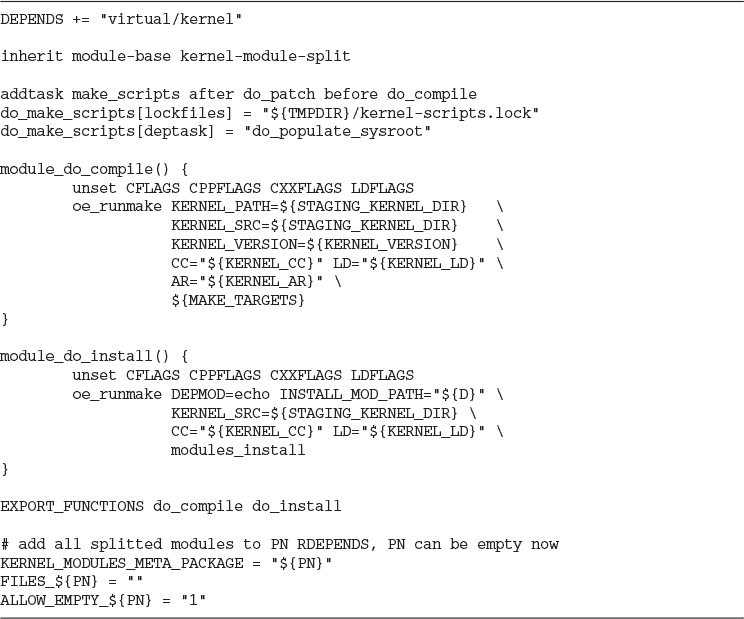 DEPENDS += "virtual/kernel"

inherit module-base kernel-module-split

addtask make_scripts after do_patch before do_compile
do_make_scripts[lockfiles] = "${TMPDIR}/kernel-scripts.lock"
do_make_scripts[deptask] = "do_populate_sysroot"

module_do_compile() {
        unset CFLAGS CPPFLAGS CXXFLAGS LDFLAGS
        oe_runmake KERNEL_PATH=${STAGING_KERNEL_DIR}   \
                   KERNEL_SRC=${STAGING_KERNEL_DIR}    \
                   KERNEL_VERSION=${KERNEL_VERSION}    \
                   CC="${KERNEL_CC}" LD="${KERNEL_LD}" \
                   AR="${KERNEL_AR}" \
                   ${MAKE_TARGETS}
}

module_do_install() {
        unset CFLAGS CPPFLAGS CXXFLAGS LDFLAGS
        oe_runmake DEPMOD=echo INSTALL_MOD_PATH="${D}" \
                   KERNEL_SRC=${STAGING_KERNEL_DIR} \
                   CC="${KERNEL_CC}" LD="${KERNEL_LD}" \
                   modules_install
}

EXPORT_FUNCTIONS do_compile do_install

# add all splitted modules to PN RDEPENDS, PN can be empty now
KERNEL_MODULES_META_PACKAGE = "${PN}"
FILES_${PN} = ""
ALLOW_EMPTY_${PN} = "1"